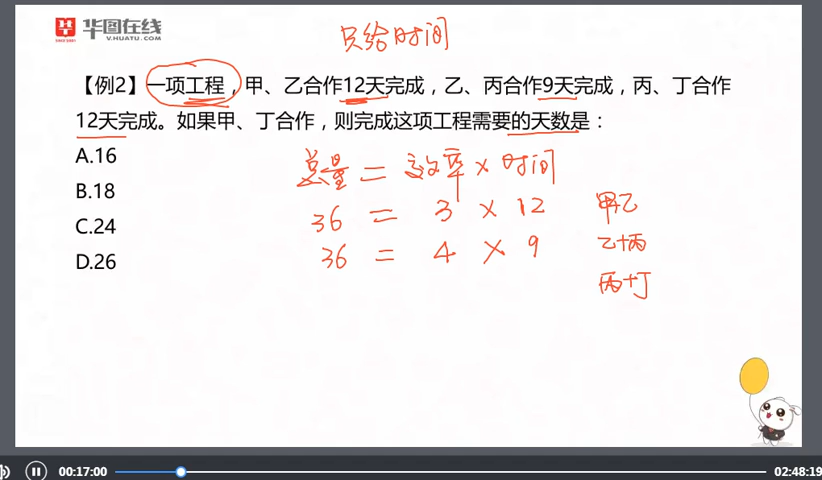 华图在线
V.HUATU.COM
只给时间
【例2】一项工程，甲、乙合作12天完成，乙、丙合作9天完成，丙、丁合作
12天完成。如果甲、丁合作，则完成这项工程需要的天数是：
A.16
B.18
C.24
D.26
总量 = 效率 × 时间
36 = 3 × 12 甲+乙
36 = 4 × 9 乙+丙
丙+丁
00:17:00 02:48:19